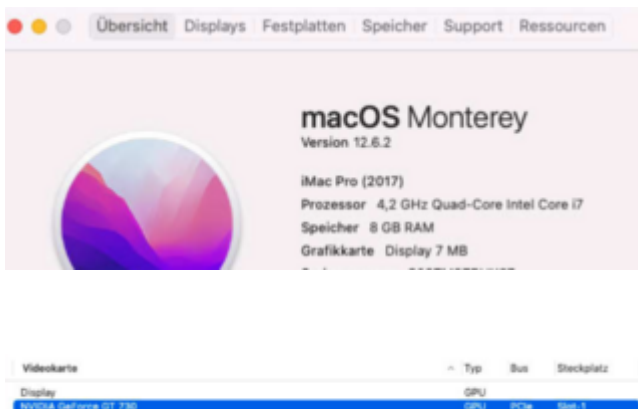 Übersicht Displays Festplatten Speicher Support Ressourcen
macOS Monterey
Version 12.6.2
iMac Pro (2017)
Prozessor 4,2 GHz Quad-Core Intel Core i7
Speicher 8 GB RAM
Grafikkarte Display 7 MB
Videokarte Typ Bus Steckplatz
Display GPU
NVIDIA Geforce GT 730 GPU PCIe Slot-1